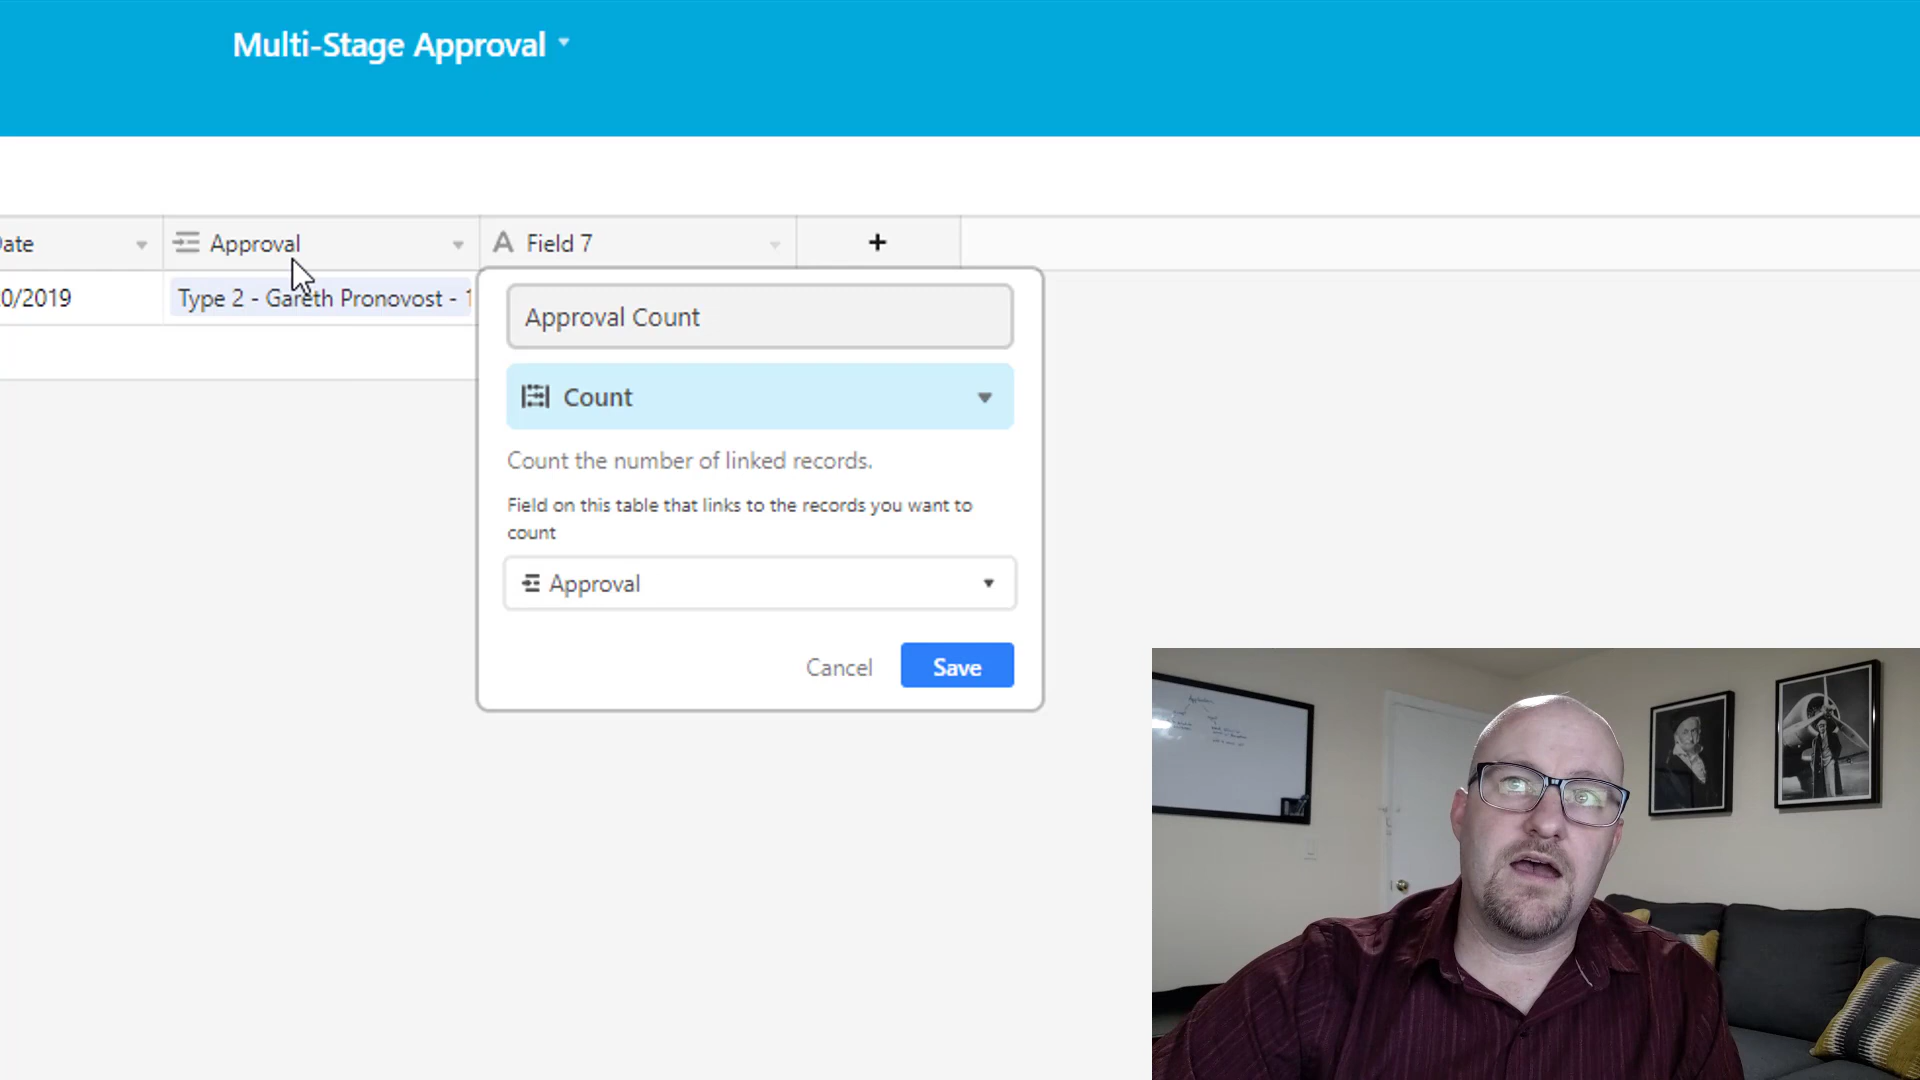 Multi-Stage Approval
Date
Approval
Field 7
+
0/2019
Type 2 - Gareth Pronovost - 1
Approval Count
Count
Count the number of linked records.
Field on this table that links to the records you want to
count
Approval
Cancel
Save